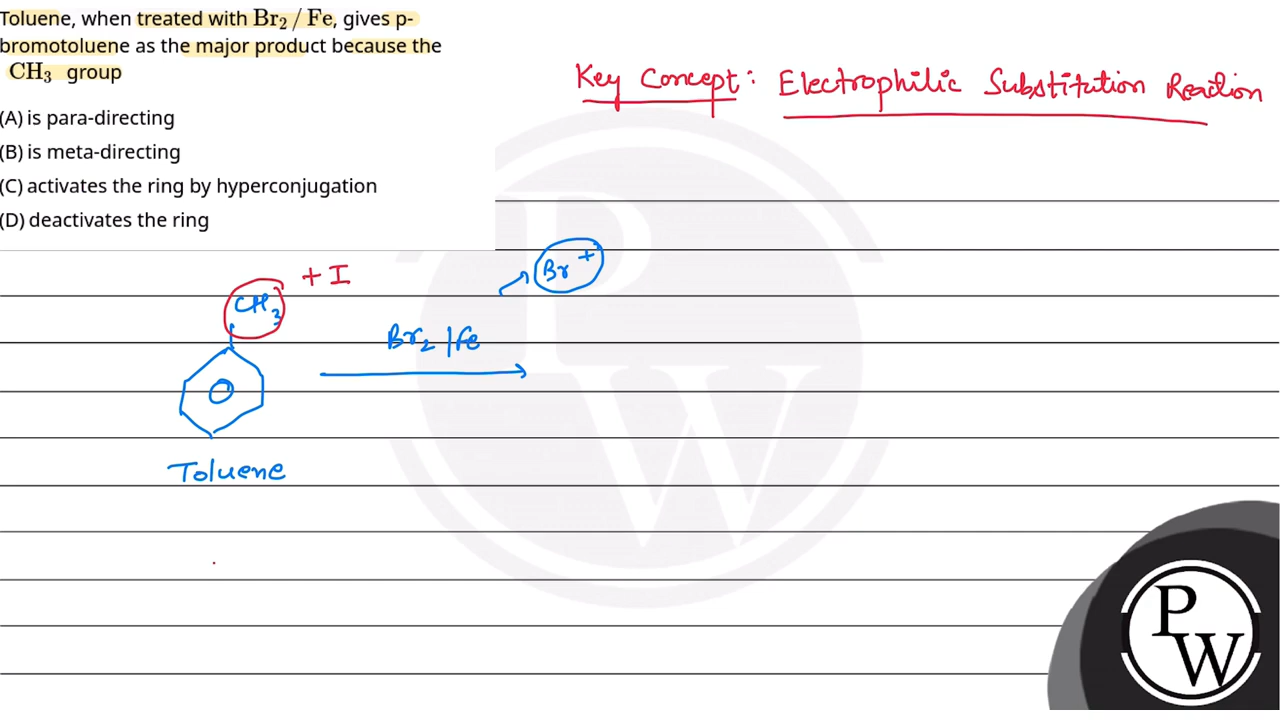 Toluene, when treated with Br₂ / Fe, gives p-
bromotoluene as the major product because the
CH₃ group
Key Concept: Electrophilic Substitution Reaction
(A) is para-directing
(B) is meta-directing
(C) activates the ring by hyperconjugation
(D) deactivates the ring
Br⁺
+ I
CH₃
Br₂ / Fe
Toluene
P
W
P
W